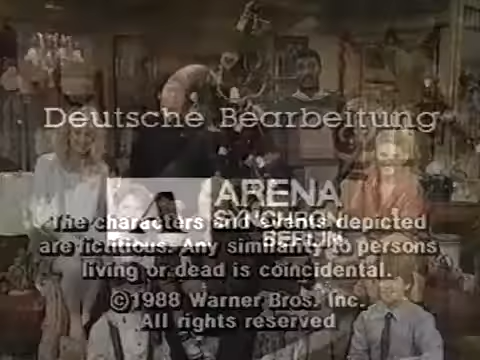 Deutsche Bearbeitung
ARENA
SYNCHRON
BERLIN
The characters and events depicted
are fictitious. Any similarity to persons
living or dead is coincidental.
©1988 Warner Bros. Inc.
All rights reserved